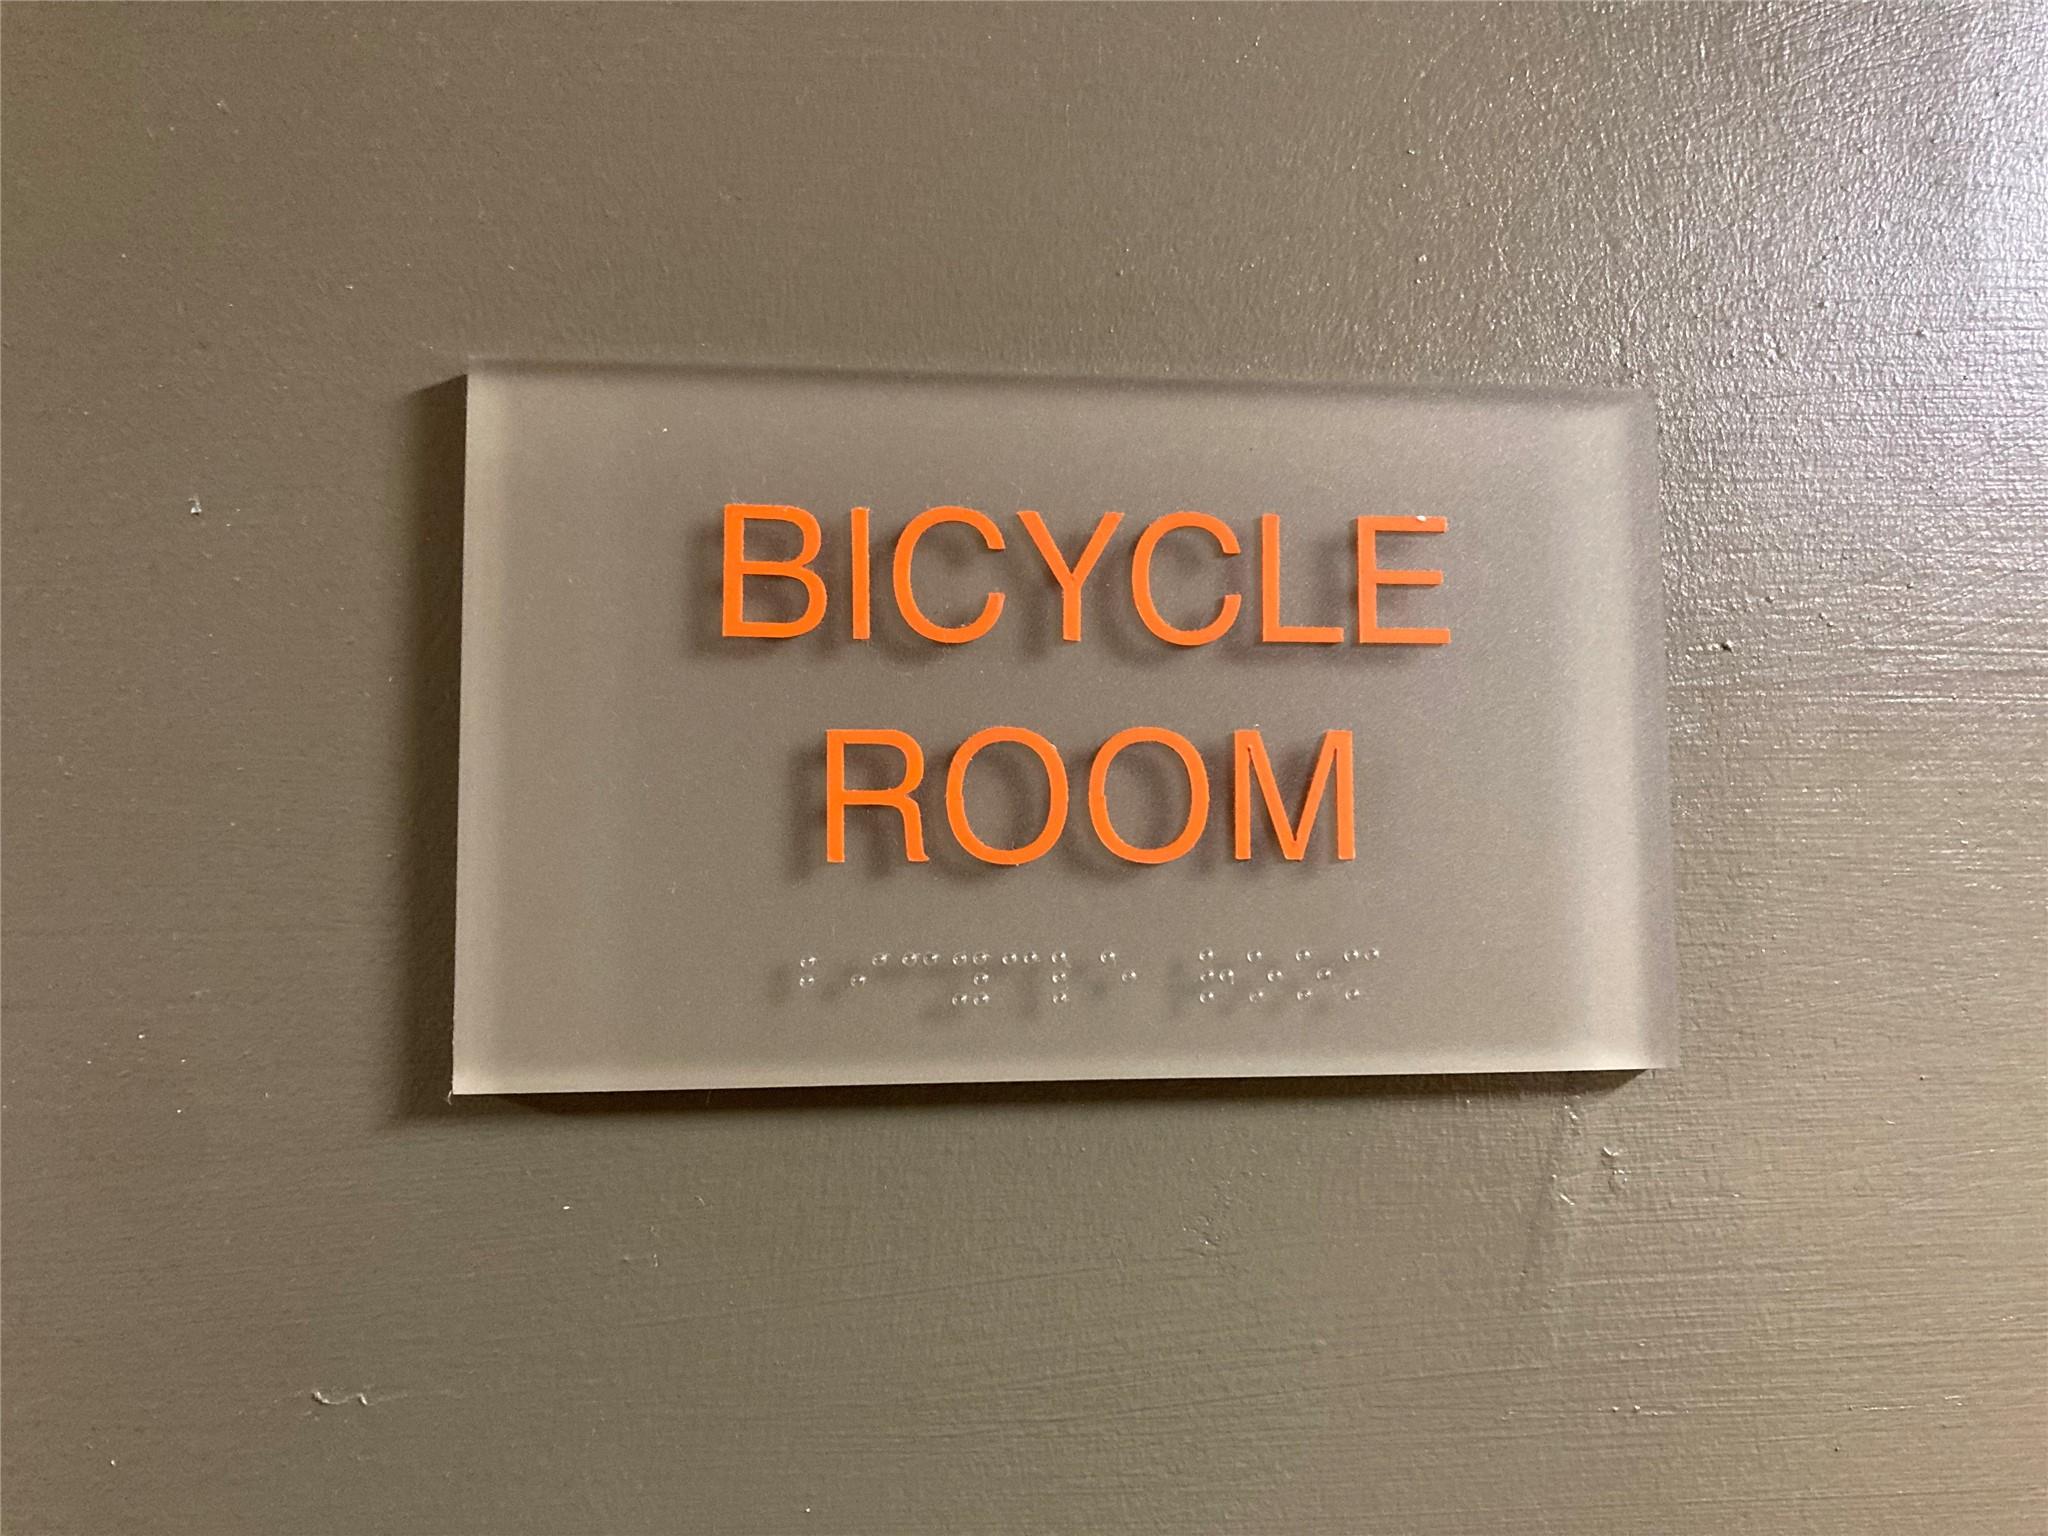 BICYCLE
ROOM
⠃⠊⠉⠽⠉⠇⠑ ⠗⠕⠕⠍